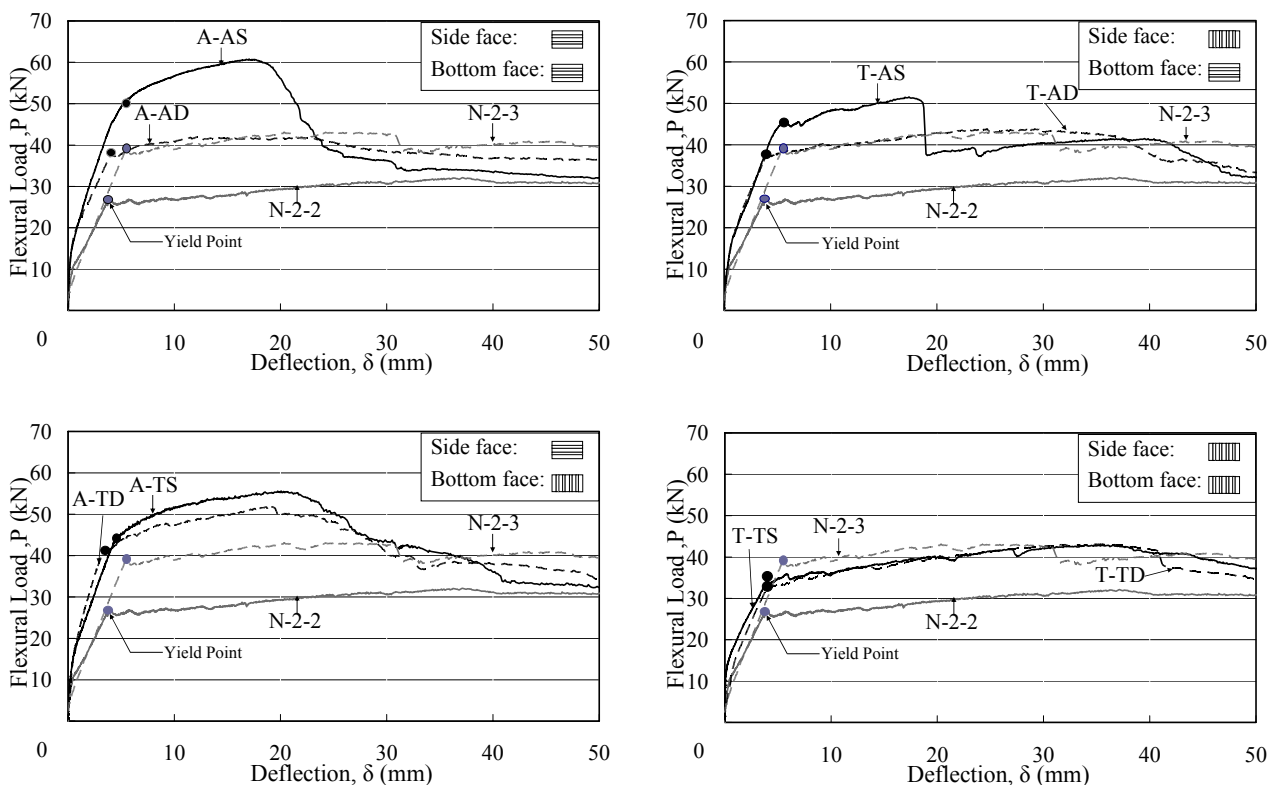 70
60
50
40
30
20
10
0
10
20
30
40
50
Flexural Load ,P (kN)
Deflection, δ (mm)
A-AS
A-AD
N-2-3
N-2-2
Yield Point
Side face:
Bottom face:
70
60
50
40
30
20
10
0
10
20
30
40
50
Flexural Load ,P (kN)
Deflection, δ (mm)
T-AS
T-AD
N-2-3
N-2-2
Yield Point
Side face:
Bottom face:
70
60
50
40
30
20
10
0
10
20
30
40
50
Flexural Load ,P (kN)
Deflection, δ (mm)
A-TD
A-TS
N-2-3
N-2-2
Yield Point
Side face:
Bottom face:
70
60
50
40
30
20
10
0
10
20
30
40
50
Flexural Load ,P (kN)
Deflection, δ (mm)
T-TS
N-2-3
T-TD
N-2-2
Yield Point
Side face:
Bottom face: